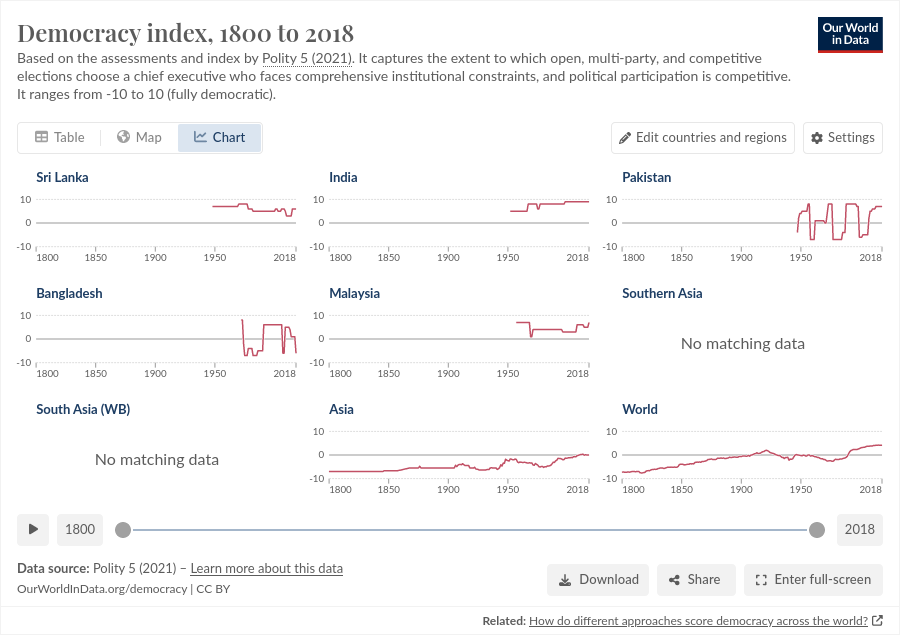 Democracy index, 1800 to 2018
Our World
in Data
Based on the assessments and index by Polity 5 (2021). It captures the extent to which open, multi-party, and competitive
elections choose a chief executive who faces comprehensive institutional constraints, and political participation is competitive.
It ranges from -10 to 10 (fully democratic).
Table
Map
Chart
Edit countries and regions
Settings
Sri Lanka
10
0
-10
1800
1850
1900
1950
2018
India
10
0
-10
1800
1850
1900
1950
2018
Pakistan
10
0
-10
1800
1850
1900
1950
2018
Bangladesh
10
0
-10
1800
1850
1900
1950
2018
Malaysia
10
0
-10
1800
1850
1900
1950
2018
Southern Asia
No matching data
South Asia (WB)
No matching data
Asia
10
0
-10
1800
1850
1900
1950
2018
World
10
0
-10
1800
1850
1900
1950
2018
1800
2018
Data source: Polity 5 (2021) – Learn more about this data
OurWorldInData.org/democracy | CC BY
Download
Share
Enter full-screen
Related: How do different approaches score democracy across the world?